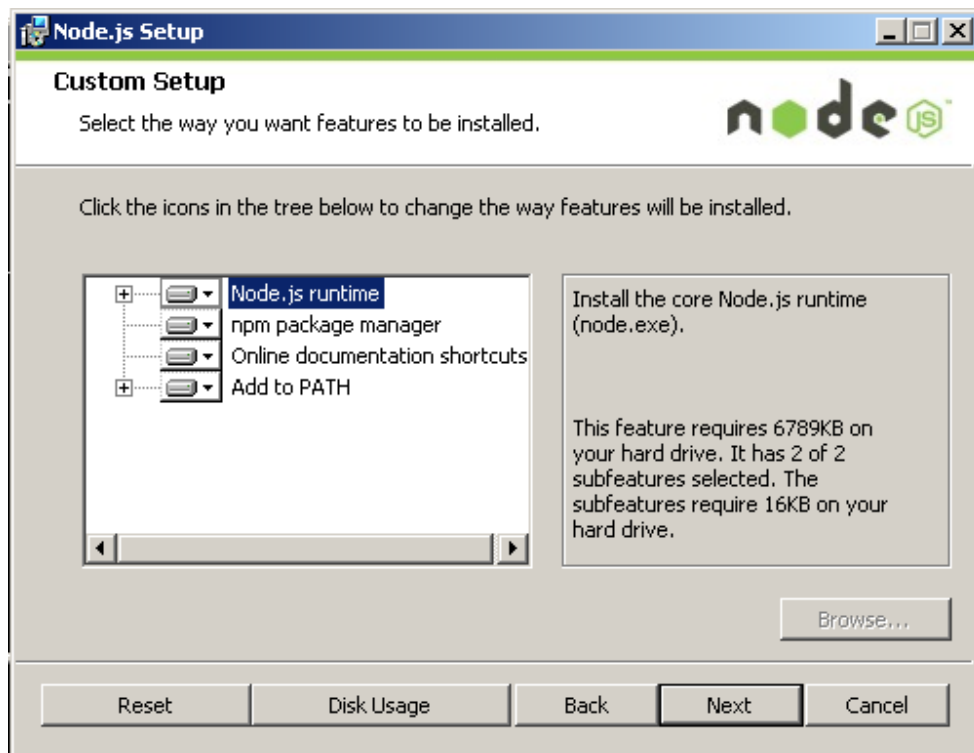 Node.js Setup
Custom Setup
Select the way you want features to be installed.
node JS
Click the icons in the tree below to change the way features will be installed.
Node.js runtime
npm package manager
Online documentation shortcuts
Add to PATH
Install the core Node.js runtime
(node.exe).
This feature requires 6789KB on
your hard drive. It has 2 of 2
subfeatures selected. The
subfeatures require 16KB on your
hard drive.
Browse...
Reset
Disk Usage
Back
Next
Cancel